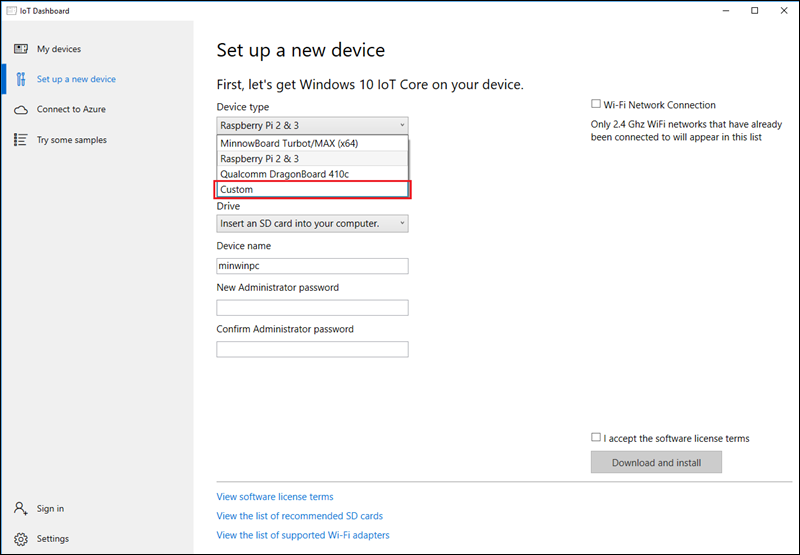 IoT Dashboard
My devices
Set up a new device
Connect to Azure
Try some samples
Sign in
Settings
Set up a new device
First, let's get Windows 10 IoT Core on your device.
Device type
Raspberry Pi 2 & 3
MinnowBoard Turbot/MAX (x64)
Raspberry Pi 2 & 3
Qualcomm DragonBoard 410c
Custom
Drive
Insert an SD card into your computer.
Device name
minwinpc
New Administrator password
Confirm Administrator password
Wi-Fi Network Connection
Only 2.4 Ghz WiFi networks that have already
been connected to will appear in this list
I accept the software license terms
Download and install
View software license terms
View the list of recommended SD cards
View the list of supported Wi-Fi adapters